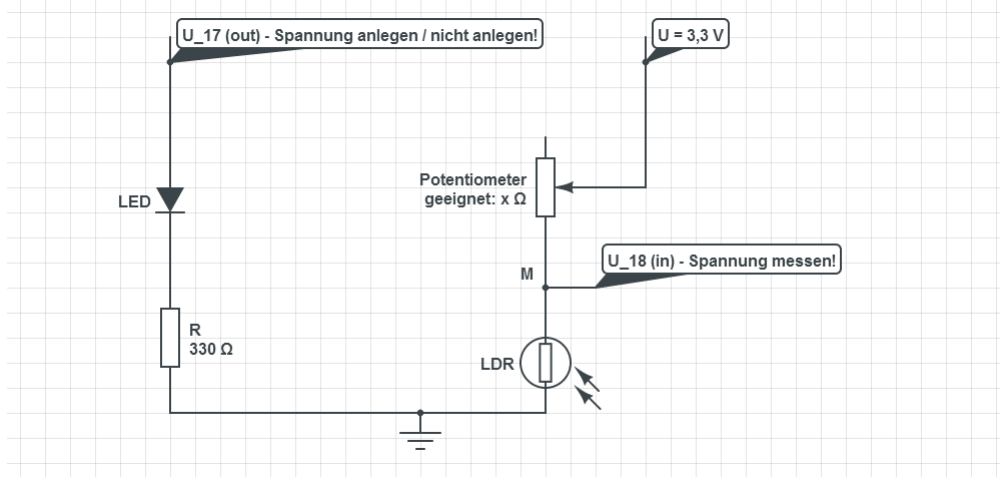 U_17 (out) - Spannung anlegen / nicht anlegen!
U = 3,3 V
Potentiometer
geeignet: x Ω
LED
M
U_18 (in) - Spannung messen!
R
330 Ω
LDR